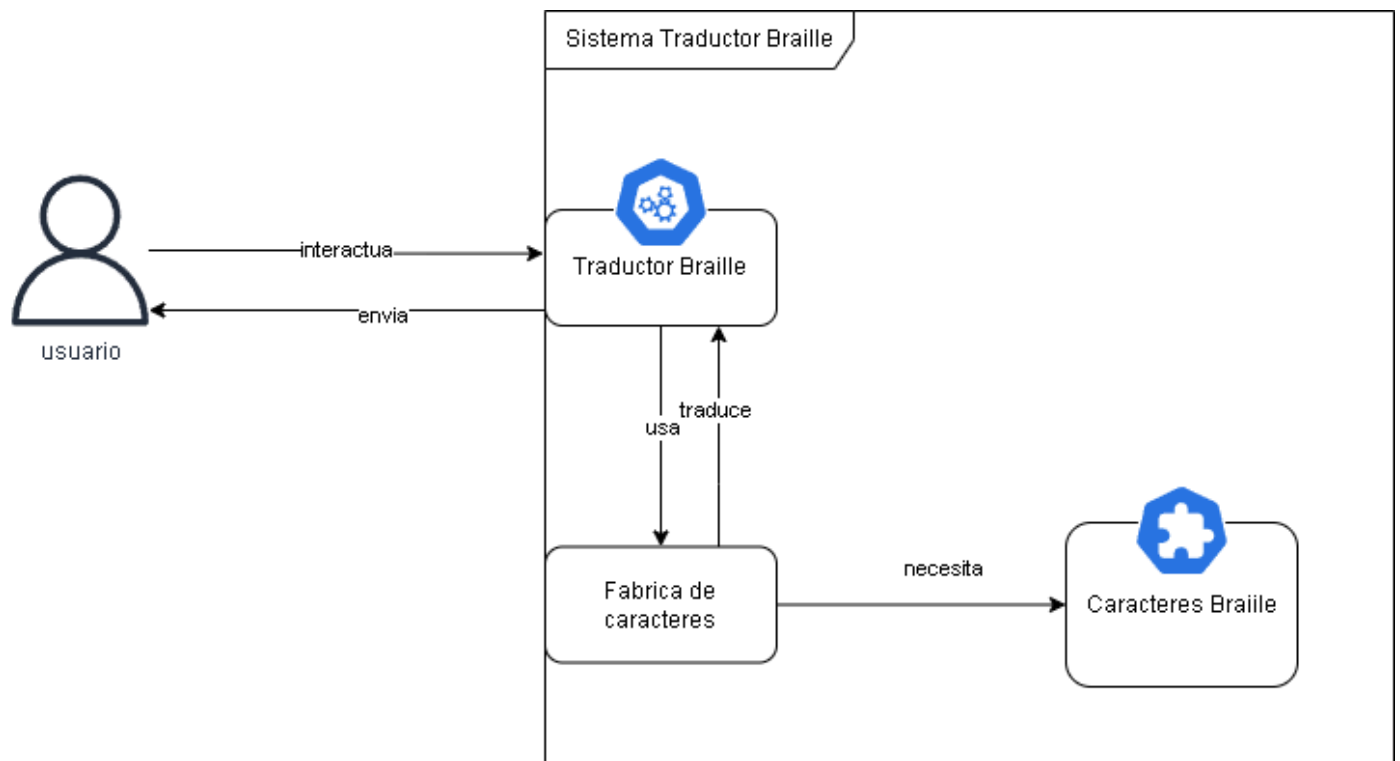 Sistema Traductor Braille
interactua
Traductor Braille
envia
usuario
traduce
usa
necesita
Fabrica de
caracteres
Caracteres Braiile